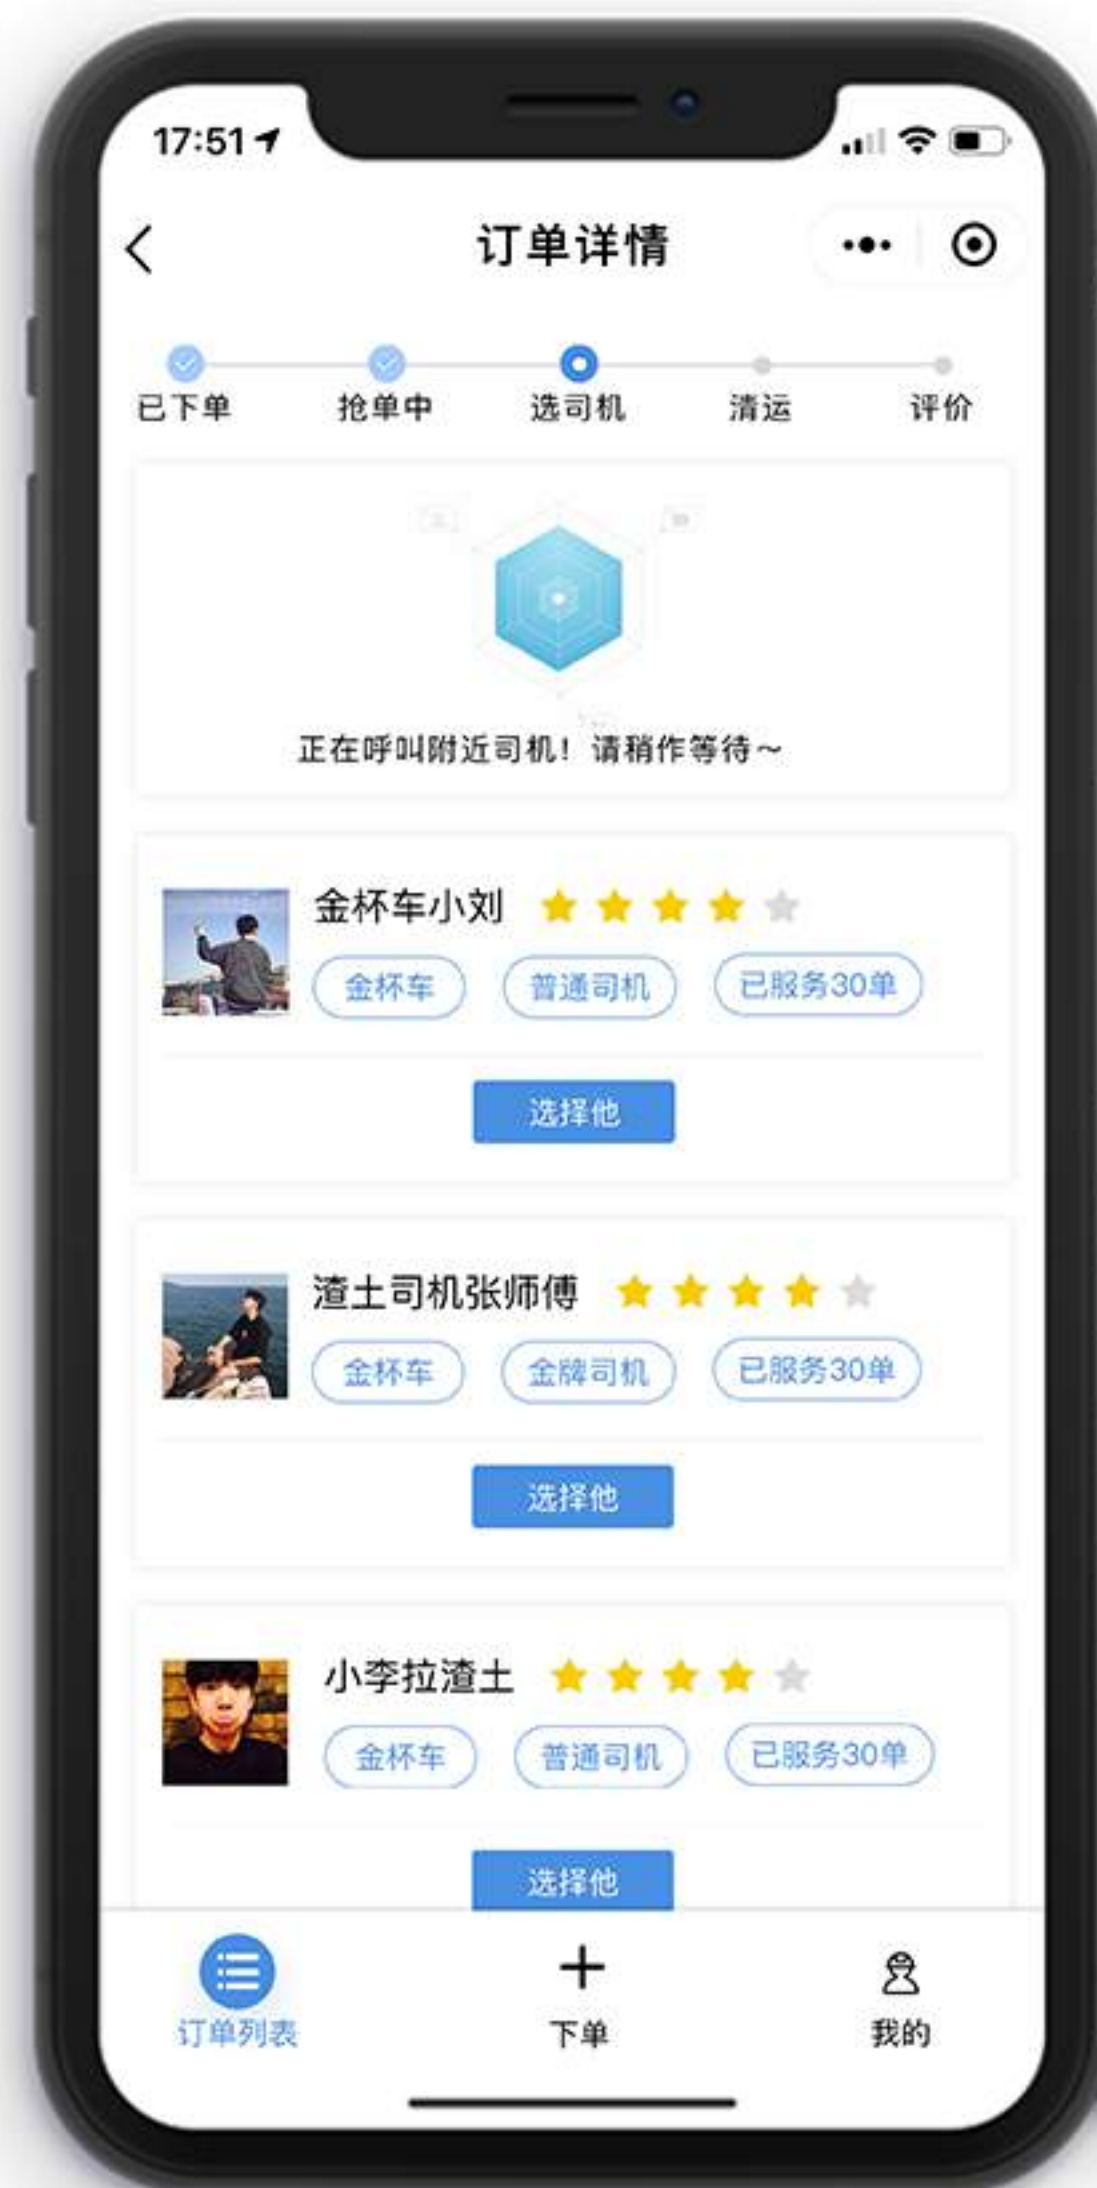 17:51
订单详情
已下单 抢单中 选司机 清运 评价
正在呼叫附近司机！请稍作等待～
金杯车小刘
金杯车 普通司机 已服务30单
选择他
渣土司机张师傅
金杯车 金牌司机 已服务30单
选择他
小李拉渣土
金杯车 普通司机 已服务30单
选择他
订单列表 下单 我的